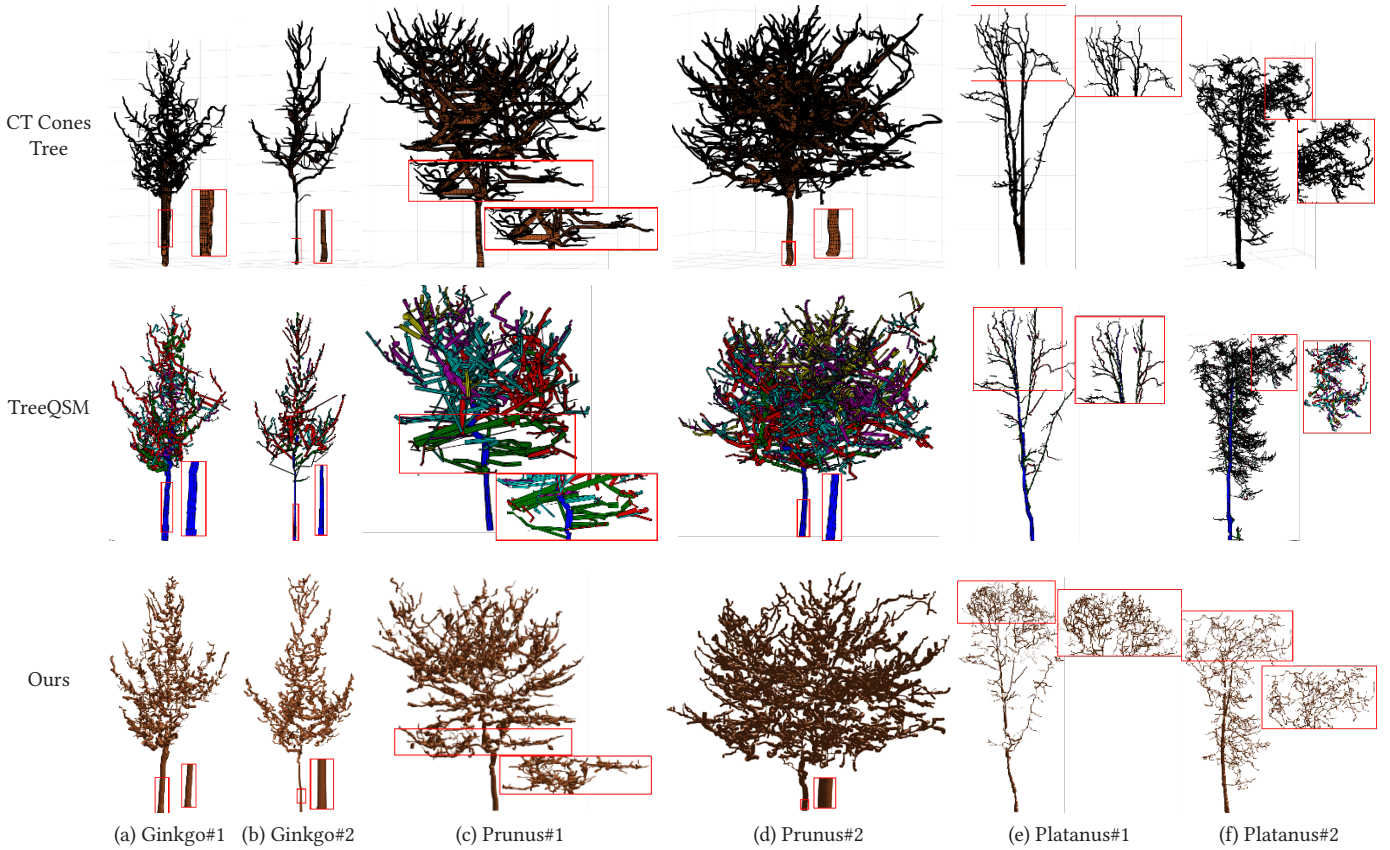 CT Cones
Tree
TreeQSM
Ours
(a) Ginkgo#1 (b) Ginkgo#2 (c) Prunus#1 (d) Prunus#2 (e) Platanus#1 (f) Platanus#2